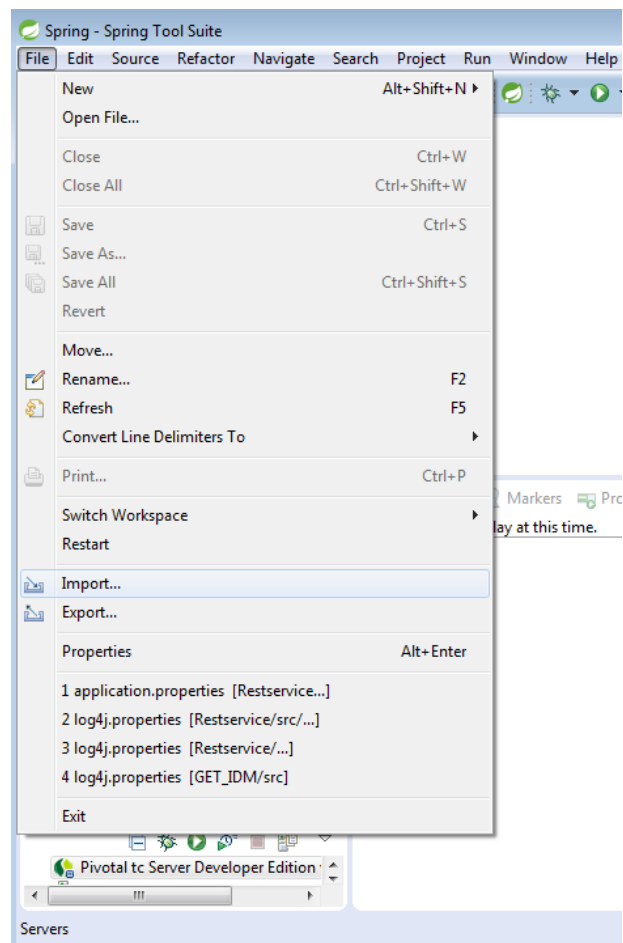 Spring - Spring Tool Suite
File Edit Source Refactor Navigate Search Project Run Window Help
New Alt+Shift+N
Open File...
Close Ctrl+W
Close All Ctrl+Shift+W
Save Ctrl+S
Save As...
Save All Ctrl+Shift+S
Revert
Move...
Rename... F2
Refresh F5
Convert Line Delimiters To
Print... Ctrl+P
Markers
Switch Workspace
lay at this time.
Restart
Import...
Export...
Properties Alt+Enter
1 application.properties [Restservice...]
2 log4j.properties [Restservice/src/...]
3 log4j.properties [Restservice/...]
4 log4j.properties [GET_IDM/src]
Exit
Pivotal tc Server Developer Edition
Servers